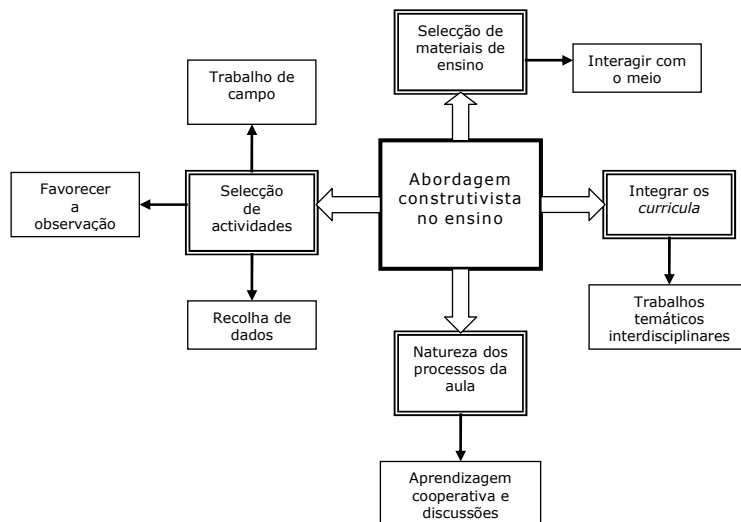 Selecção de
materiais de
ensino
Interagir com
o meio
Trabalho de
campo
Abordagem
construtivista
no ensino
Favorecer
a
observação
Selecção
de
actividades
Integrar os
curricula
Recolha de
dados
Trabalhos
temáticos
interdisciplinares
Natureza dos
processos da
aula
Aprendizagem
cooperativa e
discussões